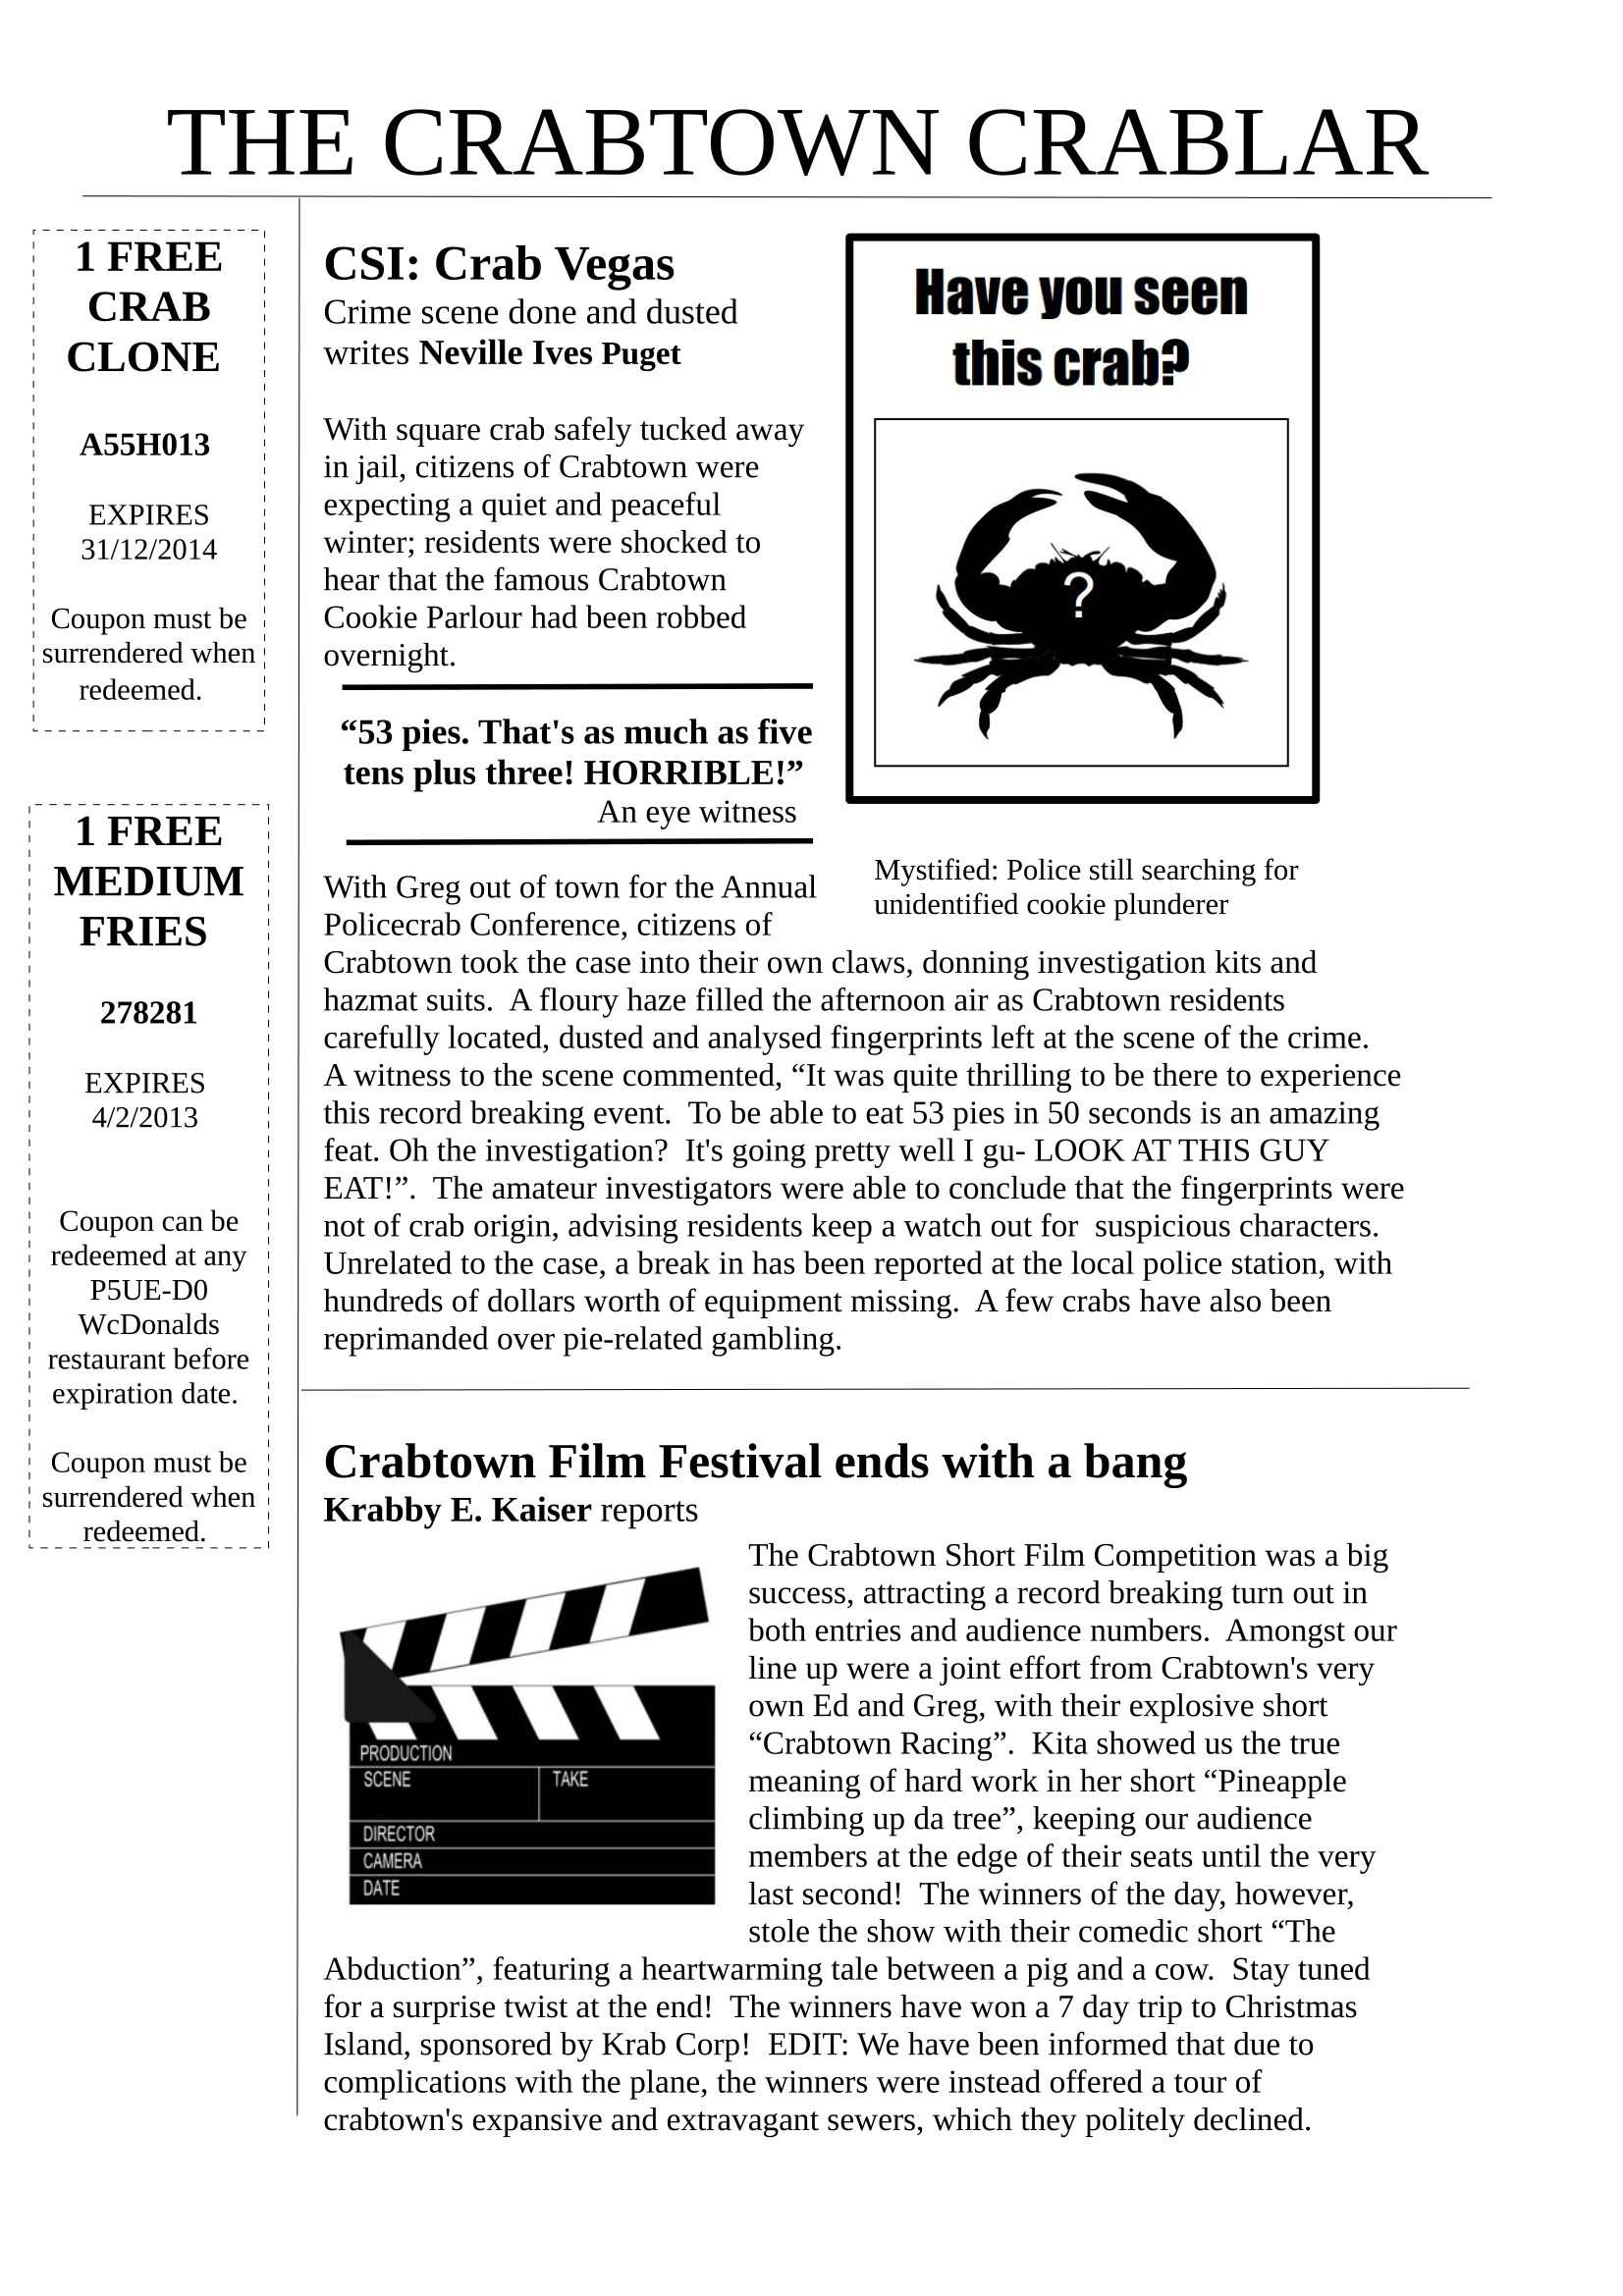 THE CRABTOWN CRABLAR
1 FREE
CRAB
CLONE
A55H013
EXPIRES
31/12/2014
Coupon must be
surrendered when
redeemed.
1 FREE
MEDIUM
FRIES
278281
EXPIRES
4/2/2013
Coupon can be
redeemed at any
P5UE-D0
WcDonalds
restaurant before
expiration date.
Coupon must be
surrendered when
redeemed.
CSI: Crab Vegas
Crime scene done and dusted
writes Neville Ives Puget
With square crab safely tucked away
in jail, citizens of Crabtown were
expecting a quiet and peaceful
winter; residents were shocked to
hear that the famous Crabtown
Cookie Parlour had been robbed
overnight.
“53 pies. That's as much as five
tens plus three! HORRIBLE!”
An eye witness
Have you seen
this crab?
?
Mystified: Police still searching for
unidentified cookie plunderer
With Greg out of town for the Annual
Policecrab Conference, citizens of
Crabtown took the case into their own claws, donning investigation kits and
hazmat suits.  A floury haze filled the afternoon air as Crabtown residents
carefully located, dusted and analysed fingerprints left at the scene of the crime.
A witness to the scene commented, “It was quite thrilling to be there to experience
this record breaking event.  To be able to eat 53 pies in 50 seconds is an amazing
feat. Oh the investigation?  It's going pretty well I gu- LOOK AT THIS GUY
EAT!”.  The amateur investigators were able to conclude that the fingerprints were
not of crab origin, advising residents keep a watch out for  suspicious characters.
Unrelated to the case, a break in has been reported at the local police station, with
hundreds of dollars worth of equipment missing.  A few crabs have also been
reprimanded over pie-related gambling.
Crabtown Film Festival ends with a bang
Krabby E. Kaiser reports
PRODUCTION
SCENE TAKE
DIRECTOR
CAMERA
DATE
The Crabtown Short Film Competition was a big
success, attracting a record breaking turn out in
both entries and audience numbers.  Amongst our
line up were a joint effort from Crabtown's very
own Ed and Greg, with their explosive short
“Crabtown Racing”.  Kita showed us the true
meaning of hard work in her short “Pineapple
climbing up da tree”, keeping our audience
members at the edge of their seats until the very
last second!  The winners of the day, however,
stole the show with their comedic short “The
Abduction”, featuring a heartwarming tale between a pig and a cow.  Stay tuned
for a surprise twist at the end!  The winners have won a 7 day trip to Christmas
Island, sponsored by Krab Corp!  EDIT: We have been informed that due to
complications with the plane, the winners were instead offered a tour of
crabtown's expansive and extravagant sewers, which they politely declined.